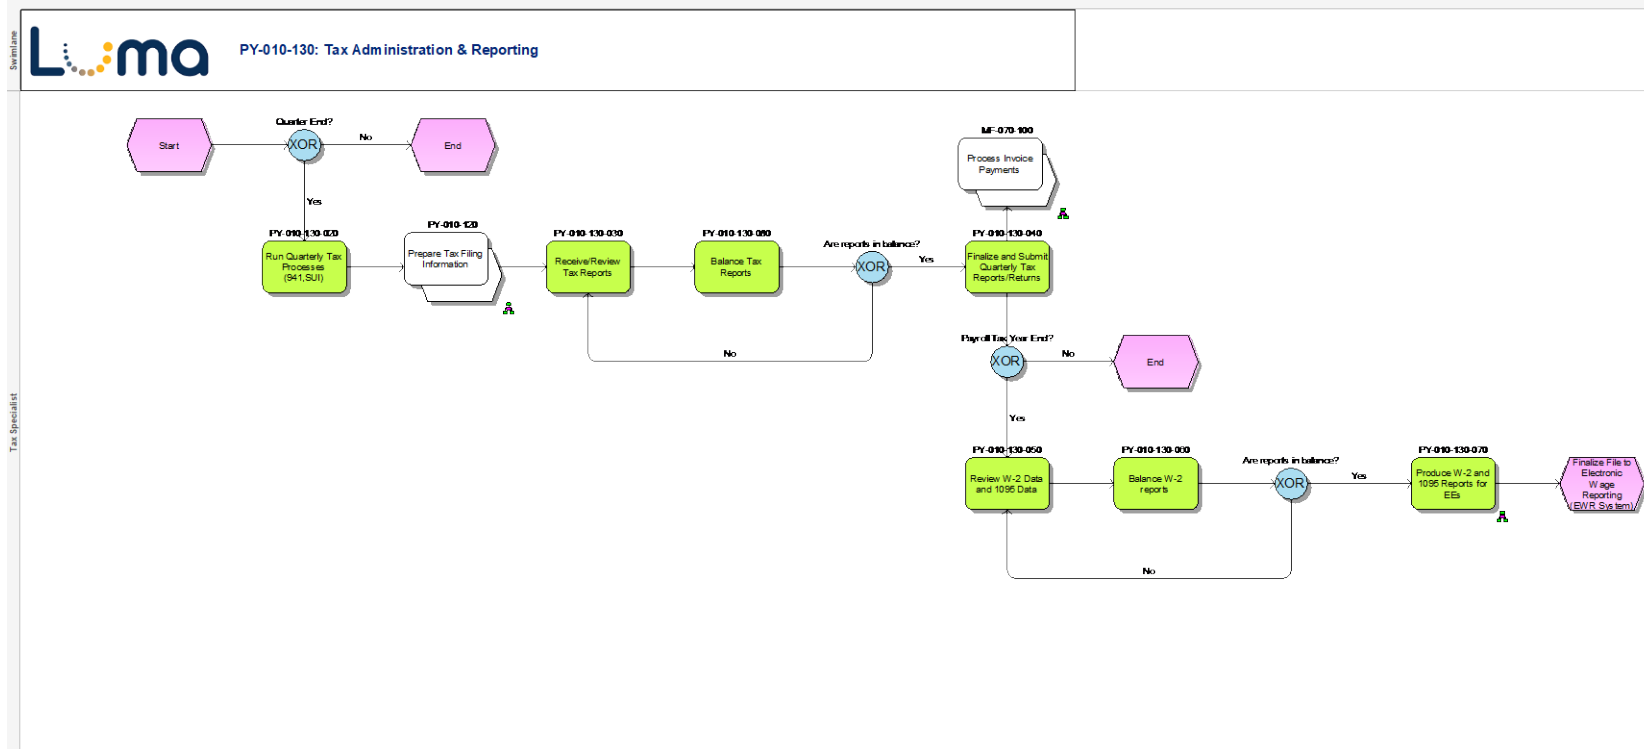 Swimlane
Luma
PY-010-130: Tax Administration & Reporting
Tax Specialist
Start
Quarter End?
XOR
No
End
Yes
PY-010-130-020
Run Quarterly Tax
Processes
(941,SUI)
PY-010-120
Prepare Tax Filing
Information
PY-010-130-030
Receive/Review
Tax Reports
PY-010-130-080
Balance Tax
Reports
Are reports in balance?
XOR
Yes
No
MF-070-100
Process Invoice
Payments
PY-010-130-040
Finalize and Submit
Quarterly Tax
Reports/Returns
Payroll Tax Year End?
XOR
No
End
Yes
PY-010-130-050
Review W-2 Data
and 1095 Data
PY-010-130-060
Balance W-2
reports
Are reports in balance?
XOR
Yes
No
PY-010-130-070
Produce W-2 and
1095 Reports for
EEs
Finalize File to
Electronic
Wage
Reporting
(EWR System)